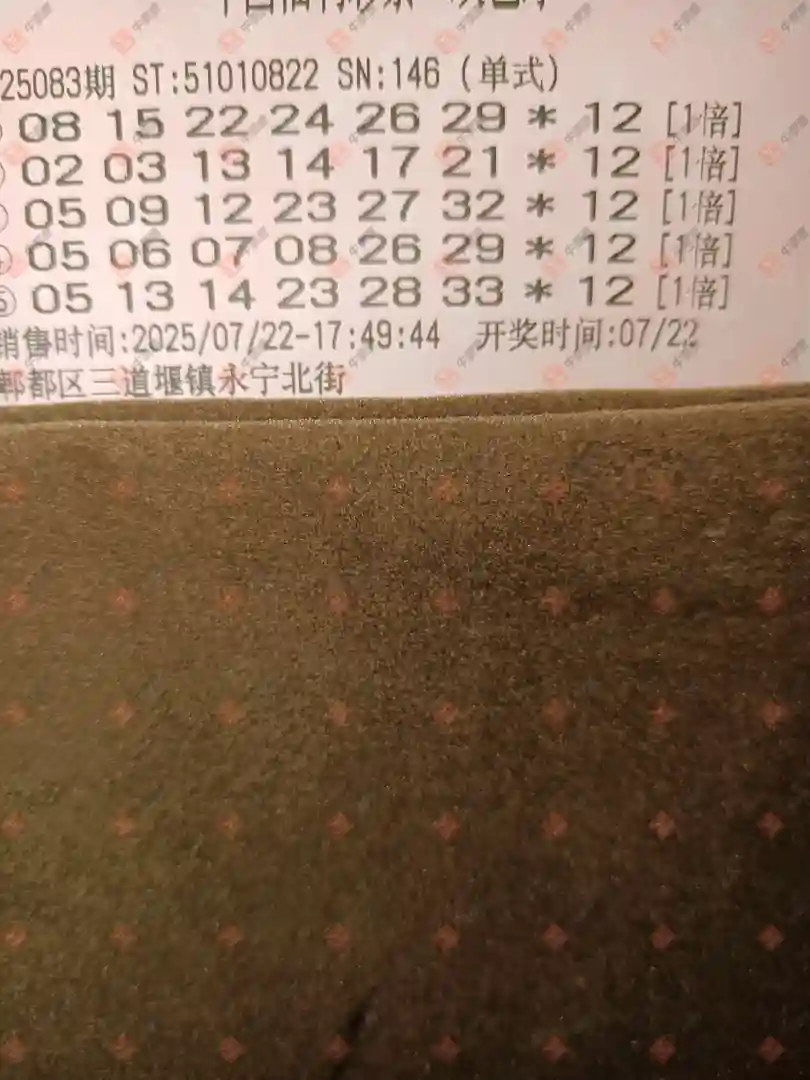 25083期 ST:51010822 SN:146 (单式)
08 15 22 24 26 29 * 12 [1倍]
02 03 13 14 17 21 * 12 [1倍]
05 09 12 23 27 32 * 12 [1倍]
④ 05 06 07 08 26 29 * 12 [1倍]
⑤ 05 13 14 23 28 33 * 12 [1倍]
销售时间:2025/07/22-17:49:44 开奖时间:07/22
郫都区三道堰镇永宁北街